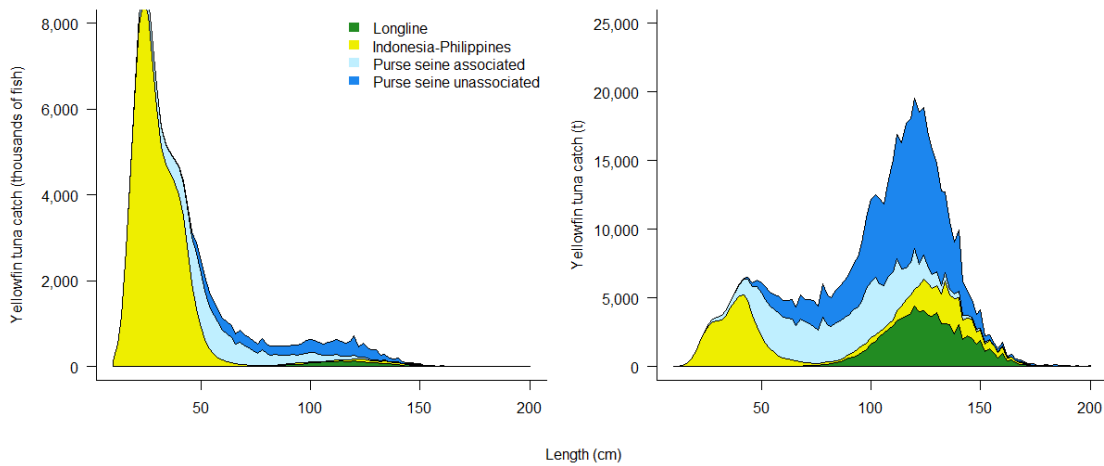 Yellowfin tuna catch (thousands of fish)
8,000
6,000
4,000
2,000
0
50
100
150
200
Longline
Indonesia-Philippines
Purse seine associated
Purse seine unassociated
Yellowfin tuna catch (t)
25,000
20,000
15,000
10,000
5,000
0
50
100
150
200
Length (cm)